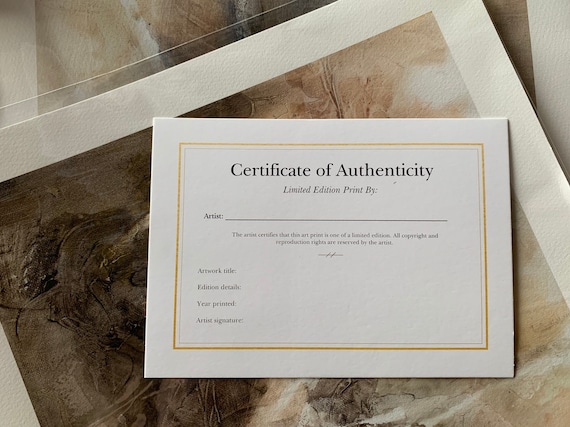 Certificate of Authenticity
Limited Edition Print By:
Artist:
The artist certifies that this art print is one of a limited edition. All copyright and
reproduction rights are reserved by the artist.
Artwork title:
Edition details:
Year printed:
Artist signature: